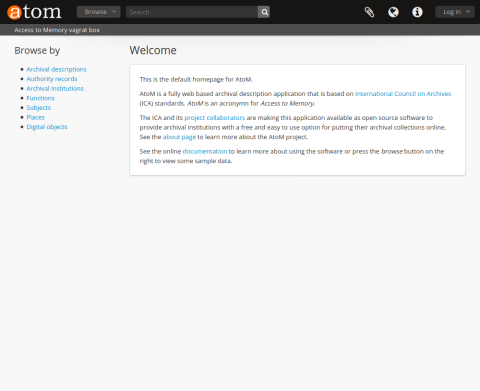 atom Browse Search Log in
Access to Memory vagrat box
Browse by
Archival descriptions
Authority records
Archival institutions
Functions
Subjects
Places
Digital objects
Welcome
This is the default homepage for AtoM.
AtoM is a fully web based archival description application that is based on International Council on Archives
(ICA) standards. AtoM is an acronymn for Access to Memory.
The ICA and its project collaborators are making this application available as open source software to
provide archival institutions with a free and easy to use option for putting their archival collections online.
See the about page to learn more about the AtoM project.
See the online documentation to learn more about using the software or press the browse button on the
right to view some sample data.